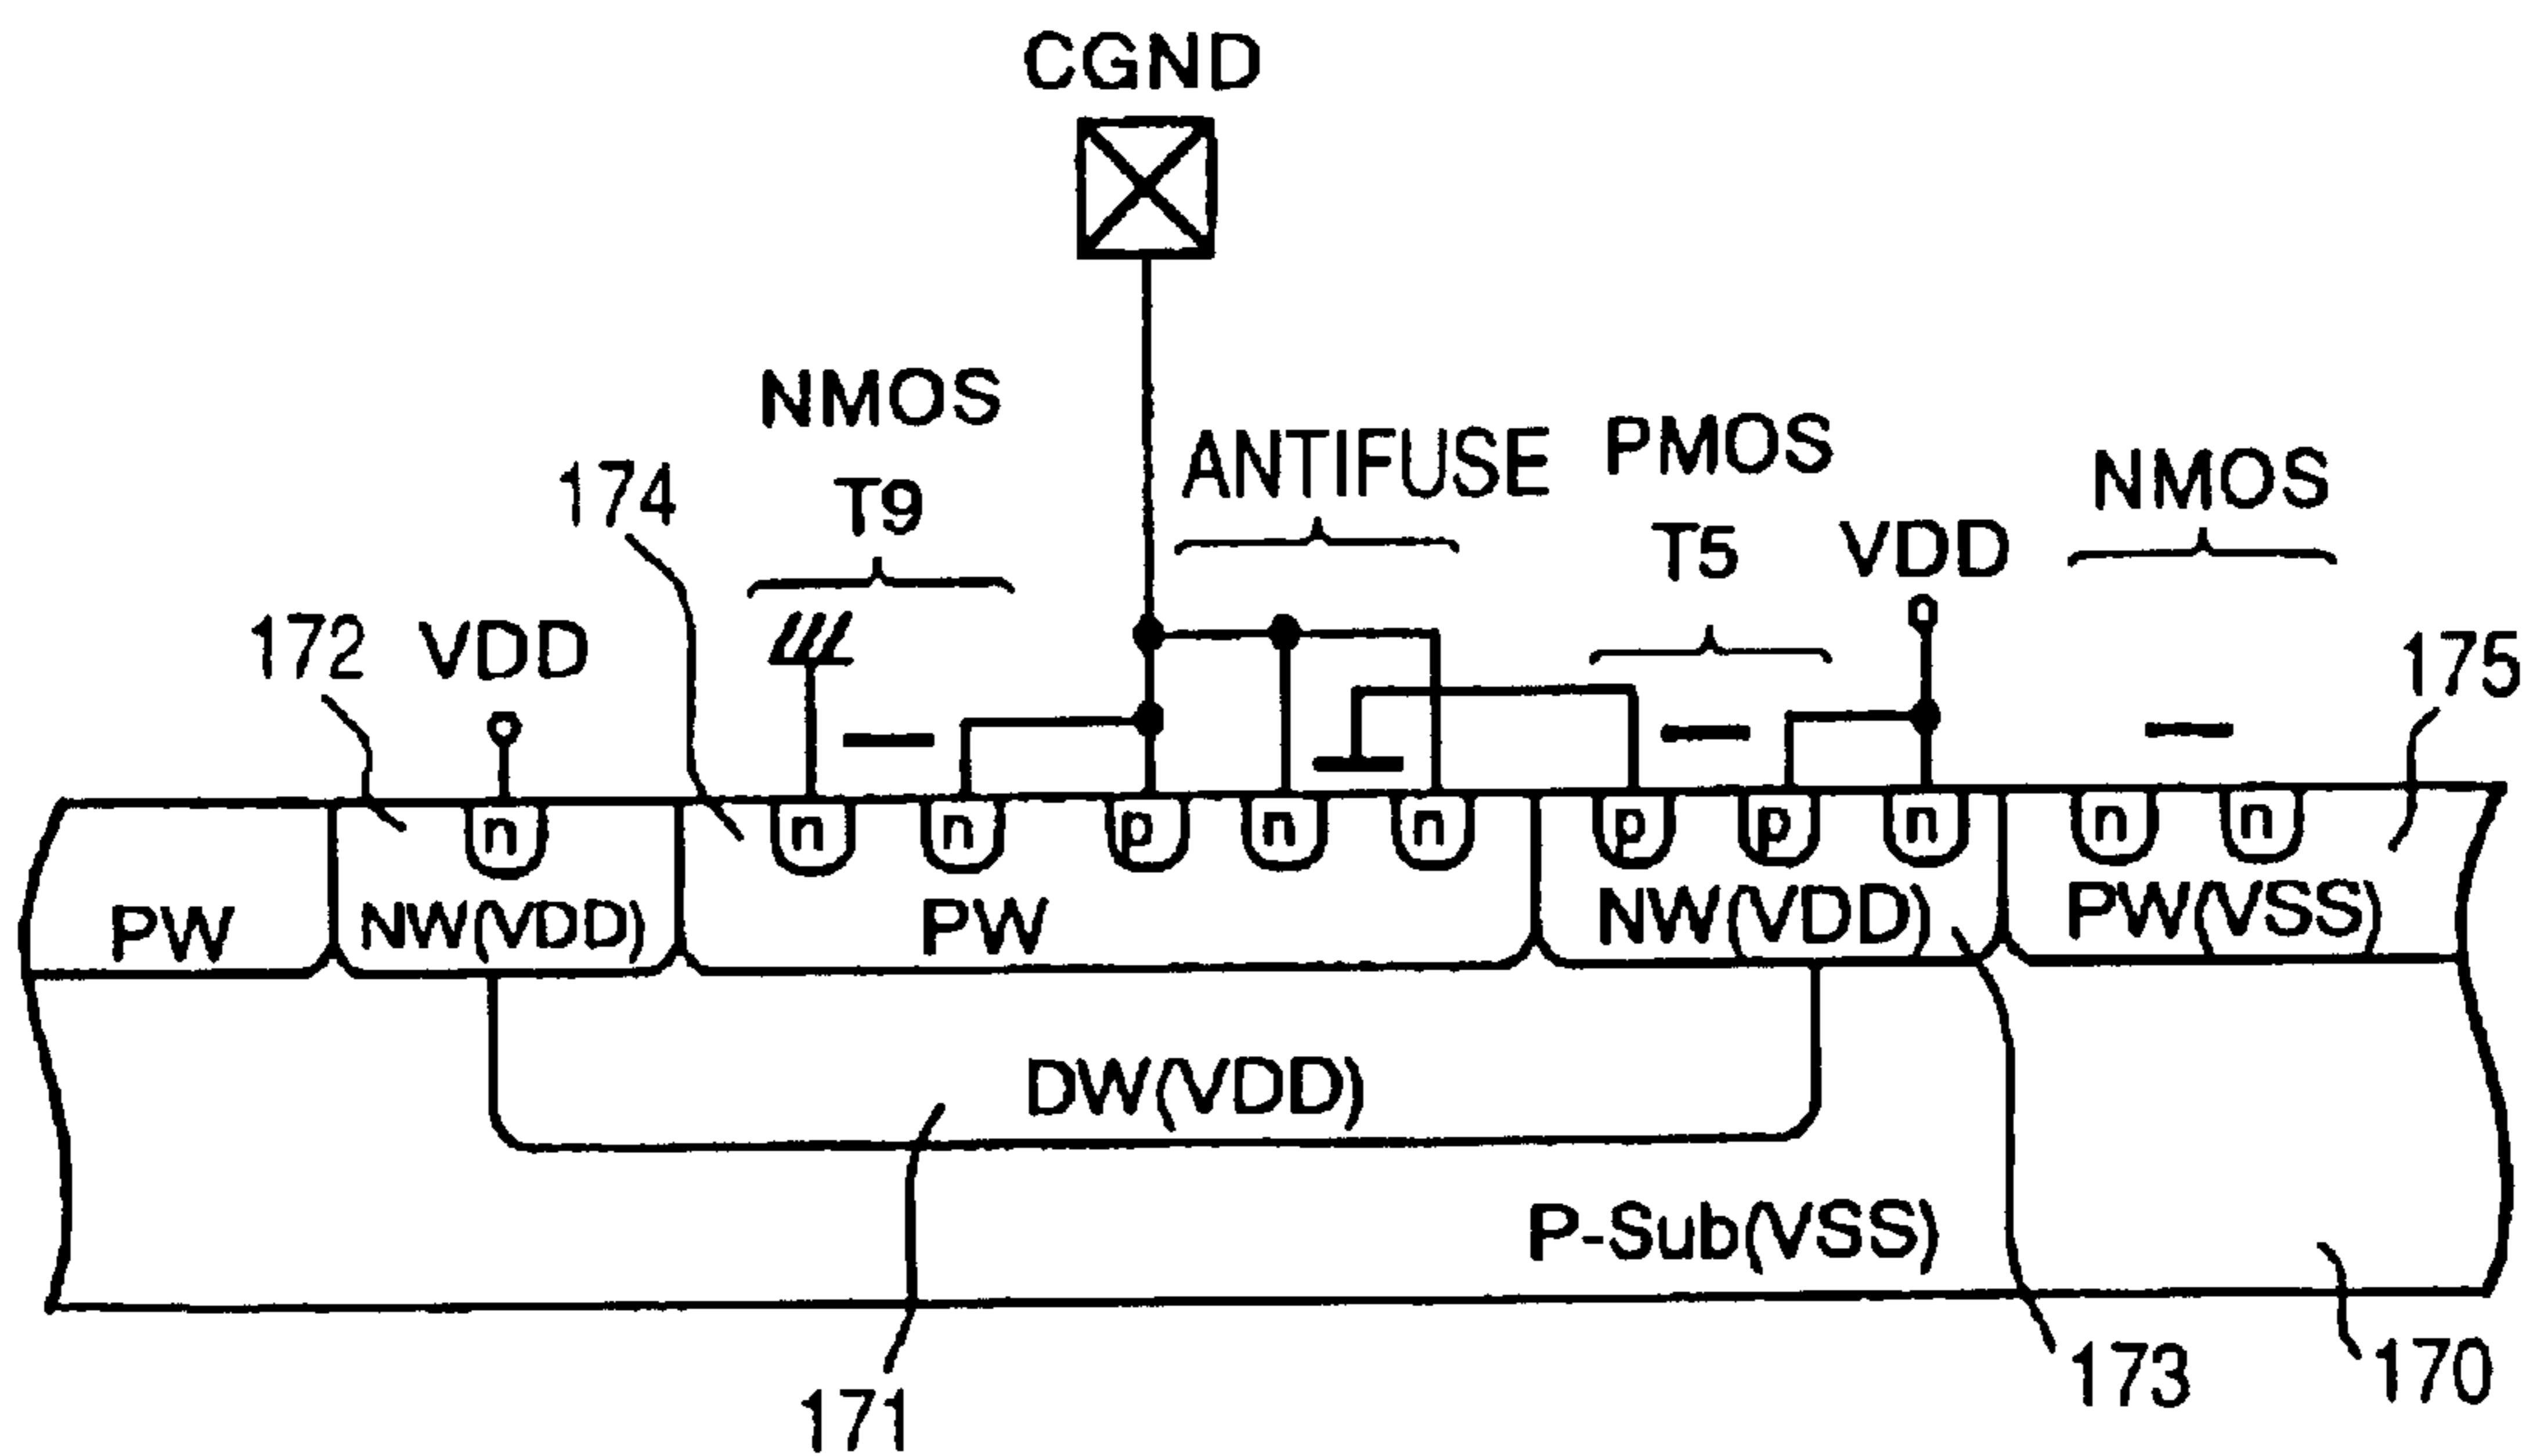 CGND
NMOS
T9
ANTIFUSE
PMOS
T5
NMOS
174
172
VDD
VDD
175
n
n
n
p
n
n
p
p
n
n
n
PW
NW(VDD)
PW
NW(VDD)
PW(VSS)
DW(VDD)
P-Sub(VSS)
171
173
170